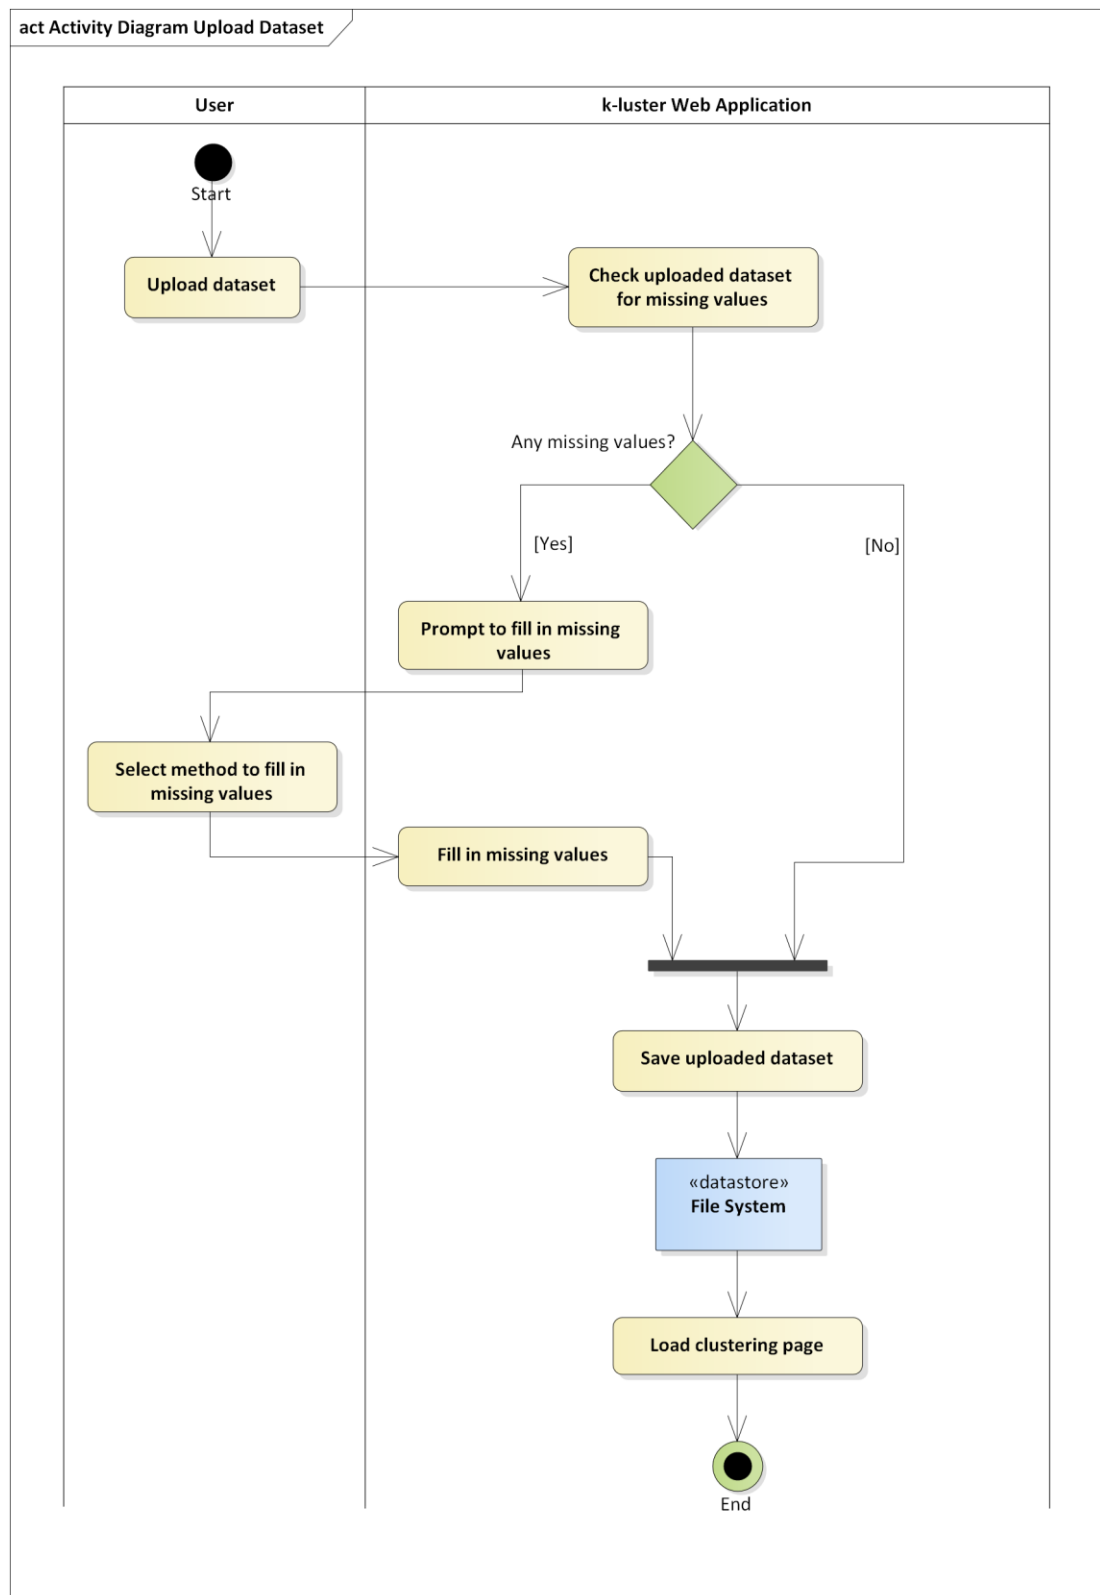 act Activity Diagram Upload Dataset
User
k-luster Web Application
Start
Upload dataset
Check uploaded dataset
for missing values
Any missing values?
[Yes]
[No]
Prompt to fill in missing
values
Select method to fill in
missing values
Fill in missing values
Save uploaded dataset
«datastore»
File System
Load clustering page
End